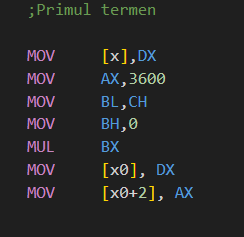 ;Primul termen
MOV [x],DX
MOV AX,3600
MOV BL,CH
MOV BH,0
MUL BX
MOV [x0], DX
MOV [x0+2], AX